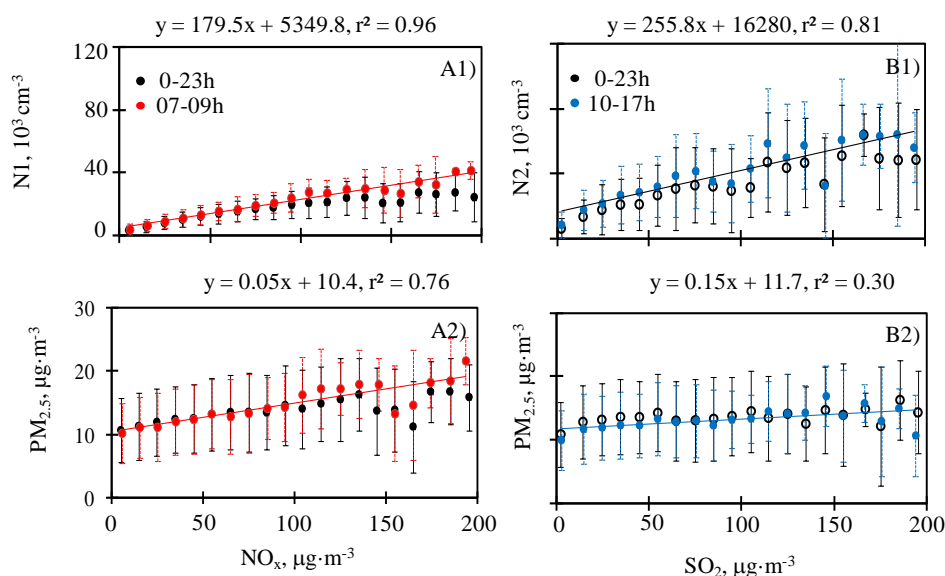 y = 179.5x + 5349.8, r² = 0.96
A1)
0-23h
07-09h
N1, 10³ cm⁻³
120
80
40
0
y = 255.8x + 16280, r² = 0.81
B1)
0-23h
10-17h
N2, 10³ cm⁻³
y = 0.05x + 10.4, r² = 0.76
A2)
PM₂.₅, µg·m⁻³
30
20
10
0
0
50
100
150
200
NOₓ, µg·m⁻³
y = 0.15x + 11.7, r² = 0.30
B2)
PM₂.₅, µg·m⁻³
0
50
100
150
200
SO₂, µg·m⁻³